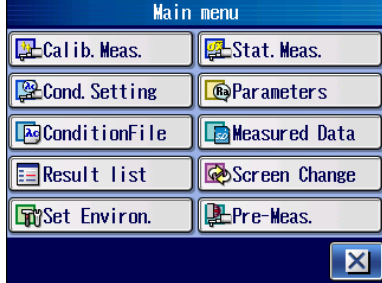 Main menu
Calib. Meas.
Stat. Meas.
Cond. Setting
Parameters
ConditionFile
Measured Data
Result list
Screen Change
Set Environ.
Pre-Meas.